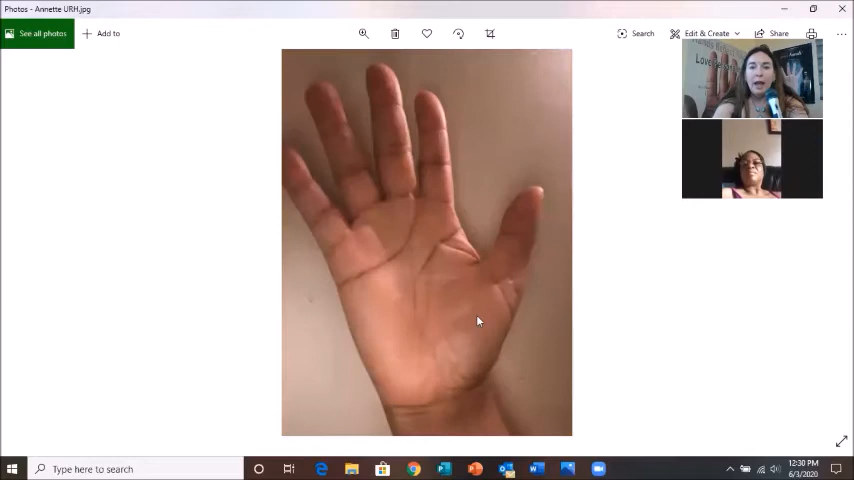 Photos - Annette URH.jpg
See all photos
Add to
Search
Edit & Create
Share
Type here to search
12:30 PM
6/3/2020